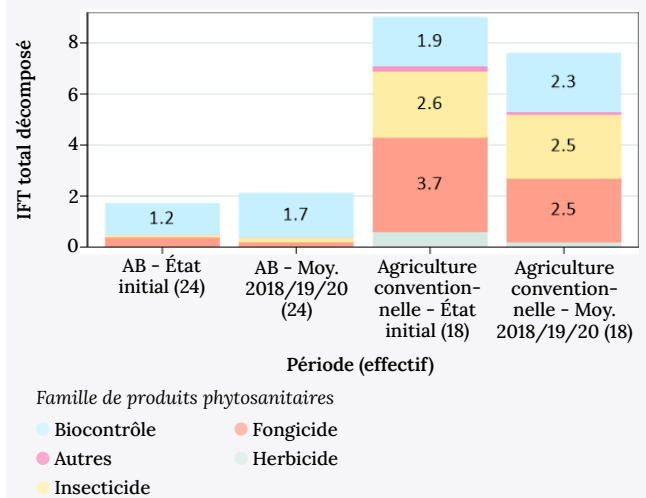 IFT total décomposé
8
6
4
2
0
1.2
1.7
1.9
2.6
3.7
2.3
2.5
2.5
AB - État
initial (24)
AB - Moy.
2018/19/20
(24)
Agriculture
convention-
nelle - État
initial (18)
Agriculture
convention-
nelle - Moy.
2018/19/20 (18)
Période (effectif)
Famille de produits phytosanitaires
Biocontrôle
Autres
Insecticide
Fongicide
Herbicide